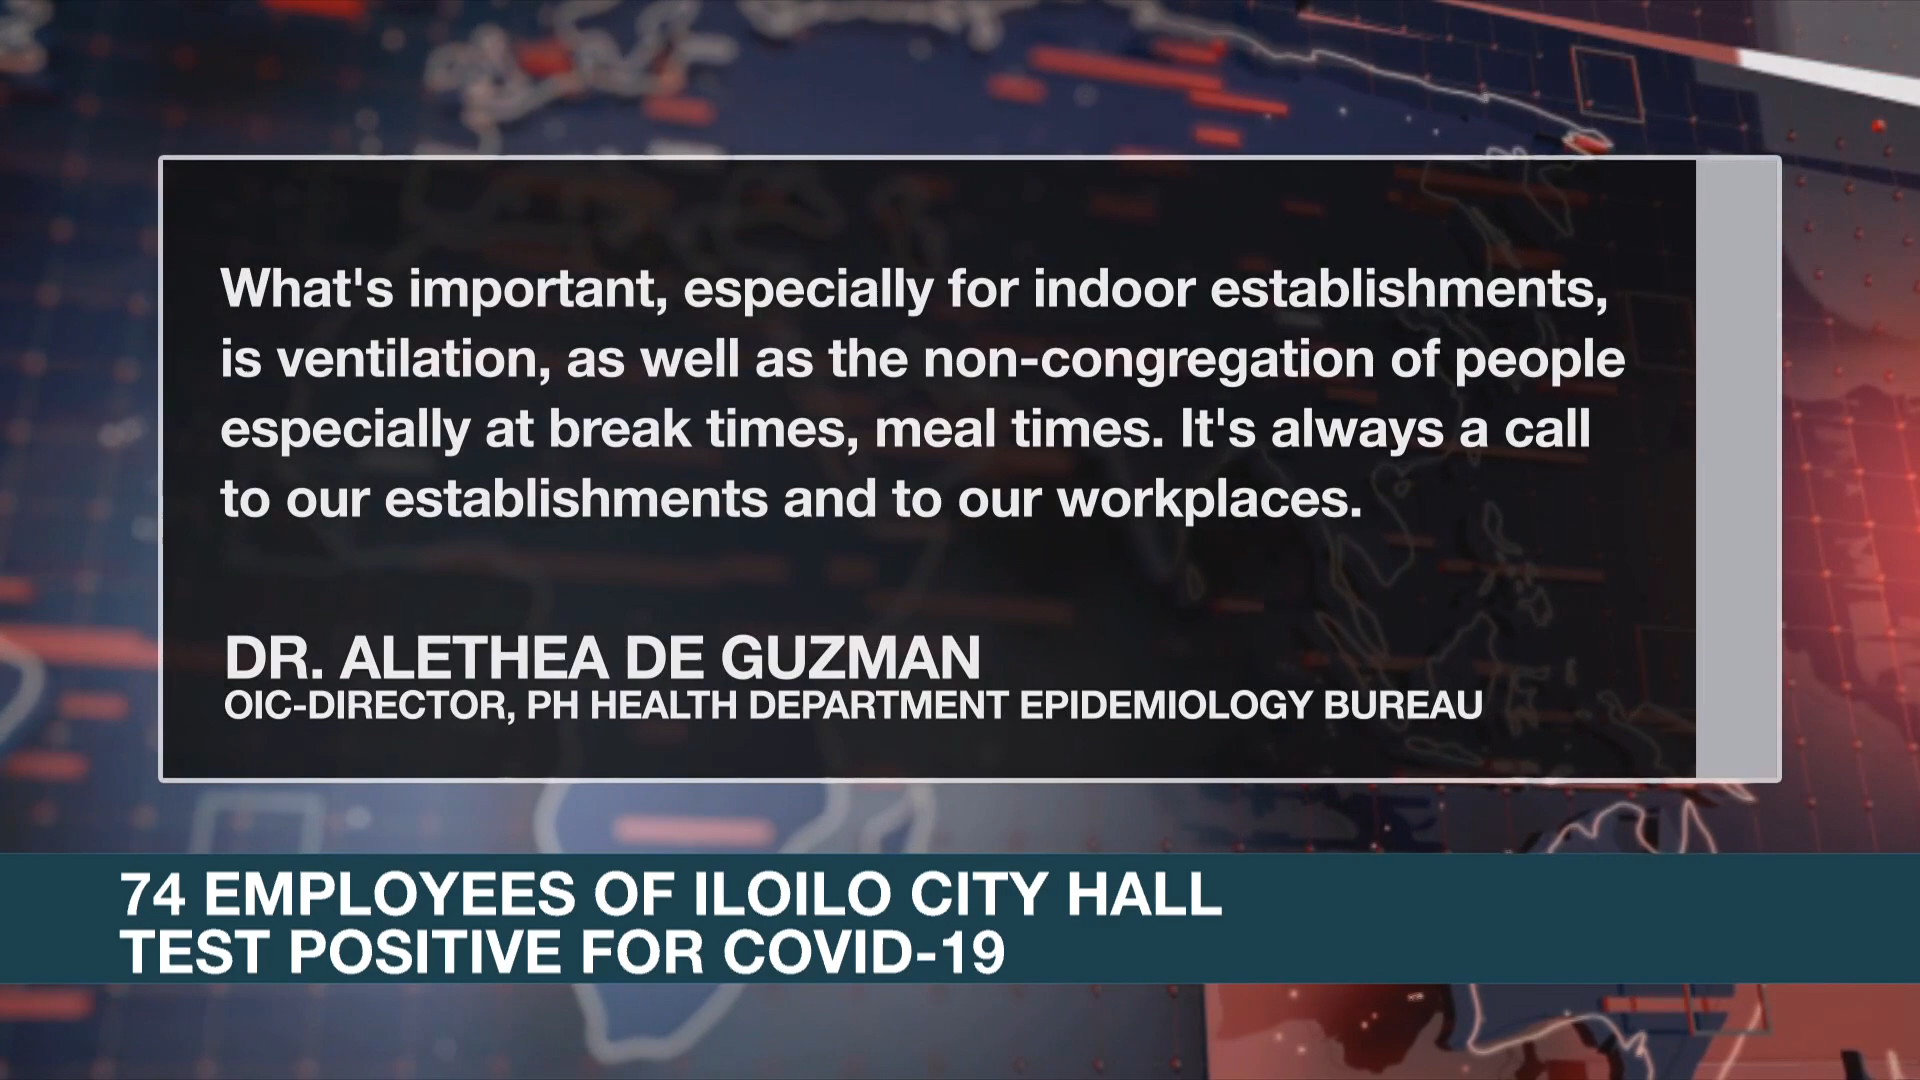 What's important, especially for indoor establishments,
is ventilation, as well as the non-congregation of people
especially at break times, meal times. It's always a call
to our establishments and to our workplaces.
DR. ALETHEA DE GUZMAN
OIC-DIRECTOR, PH HEALTH DEPARTMENT EPIDEMIOLOGY BUREAU
74 EMPLOYEES OF ILOILO CITY HALL
TEST POSITIVE FOR COVID-19